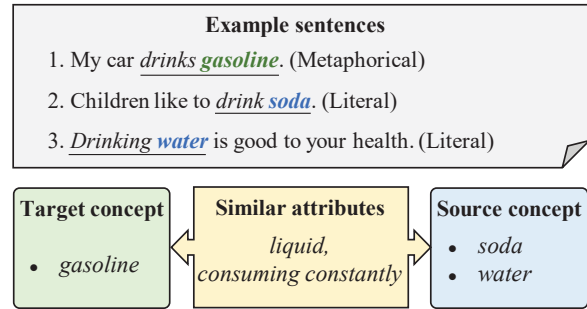 Example sentences
1. My car drinks gasoline. (Metaphorical)
2. Children like to drink soda. (Literal)
3. Drinking water is good to your health. (Literal)
Target concept
• gasoline
Similar attributes
liquid,
consuming constantly
Source concept
• soda
• water